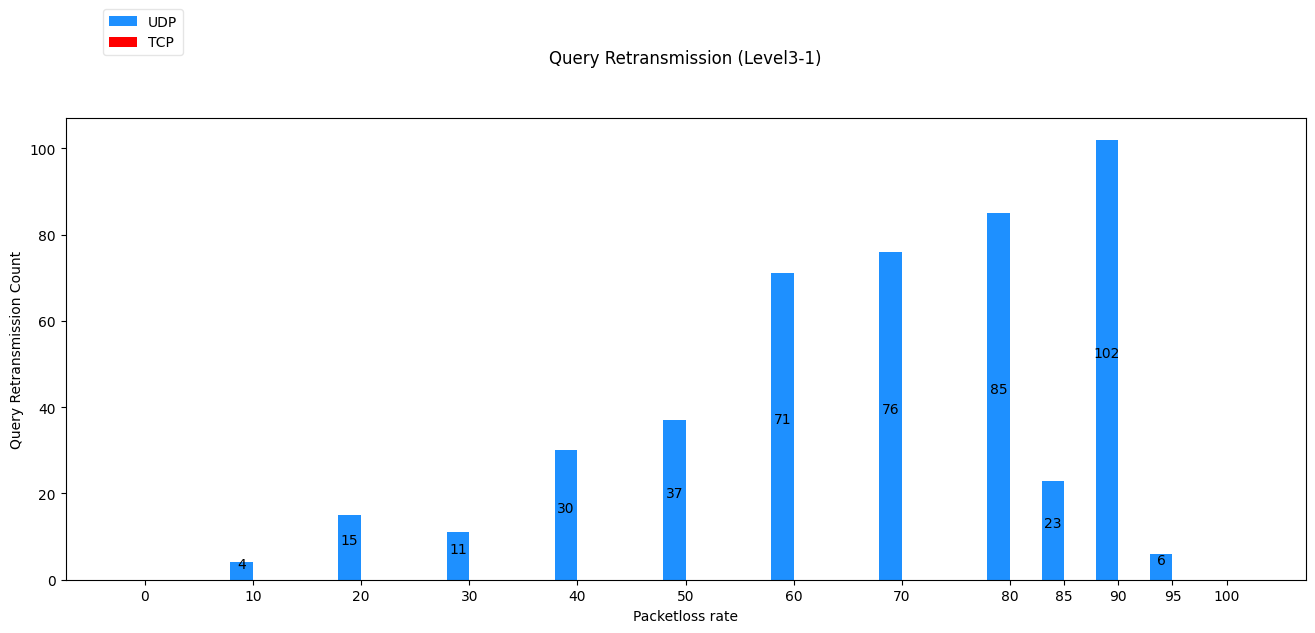 UDP
TCP
Query Retransmission (Level3-1)
Query Retransmission Count
100
80
60
40
20
0
4
15
11
30
37
71
76
85
23
102
6
0 10 20 30 40 50 60 70 80 85 90 95 100
Packetloss rate